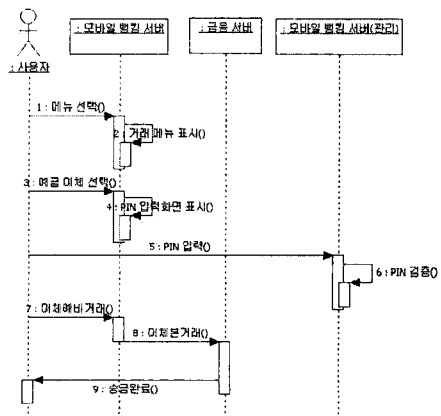 : 모바일 뱅킹 서버
: 금융 서버
: 모바일 뱅킹 서버(관리)
: 사용자
1 : 메뉴 선택()
2 : 거래 메뉴 표시()
3 : 예금 이체 선택()
4 : PIN 입력화면 표시()
5 : PIN 입력()
6 : PIN 검증()
7 : 이체예비거래()
8 : 이체본거래()
9 : 송금완료()